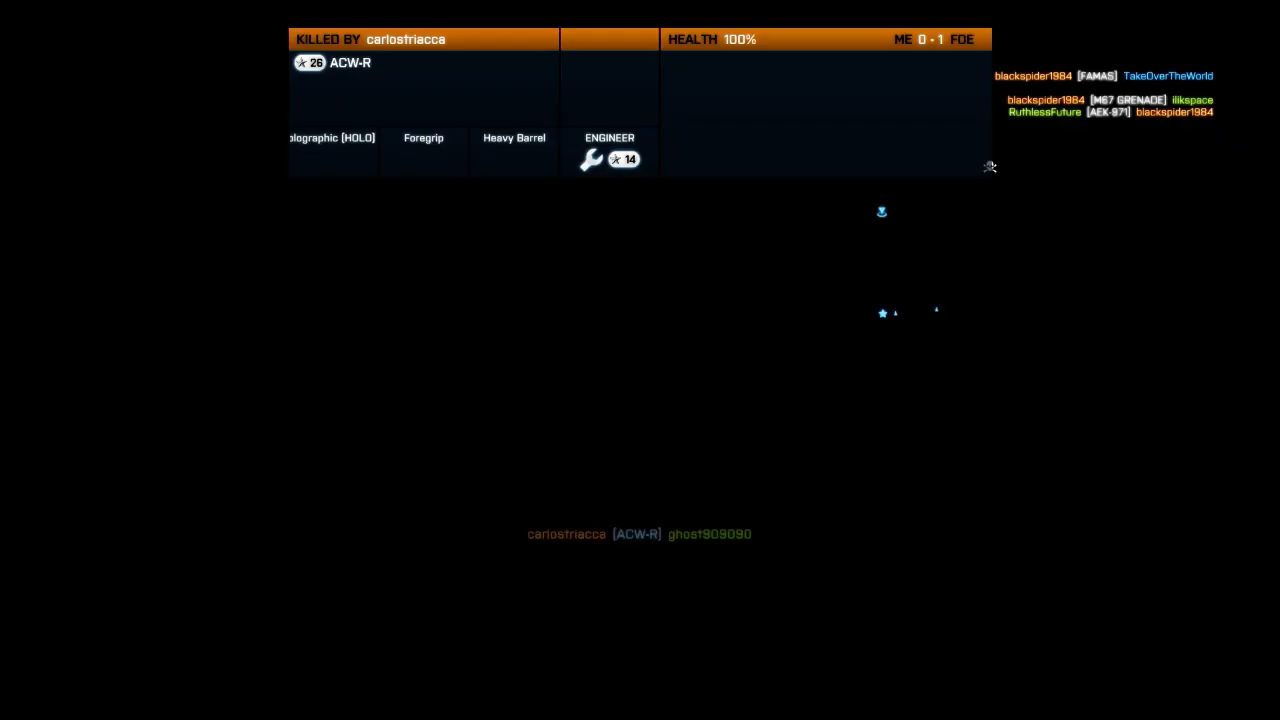 KILLED BY carlostriacca
HEALTH 100%
ME 0 - 1 FOE
26 ACW-R
blackspider1984 [FAMAS] TakeOverTheWorld
blackspider1984 [M67 GRENADE] ilikspace
RuthlessFuture [AEK-971] blackspider1984
olographic [HOLO]
Foregrip
Heavy Barrel
ENGINEER
14
carlostriacca [ACW-R] ghost909090